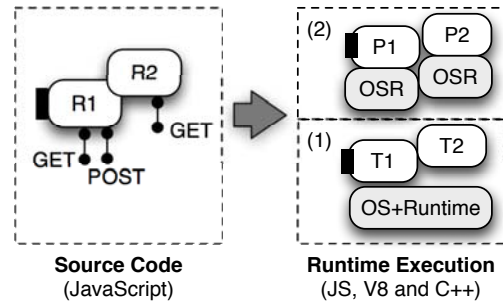 R1
R2
GET
POST
GET
Source Code
(JavaScript)
(2)
P1
P2
OSR
OSR
(1)
T1
T2
OS+Runtime
Runtime Execution
(JS, V8 and C++)